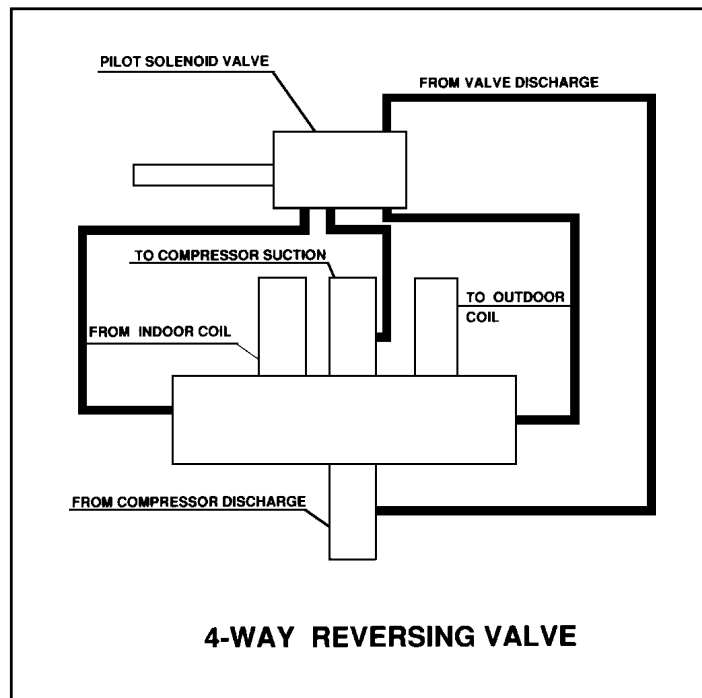 PILOT SOLENOID VALVE
FROM VALVE DISCHARGE
TO COMPRESSOR SUCTION
TO OUTDOOR
COIL
FROM INDOOR COIL
FROM COMPRESSOR DISCHARGE
4-WAY REVERSING VALVE